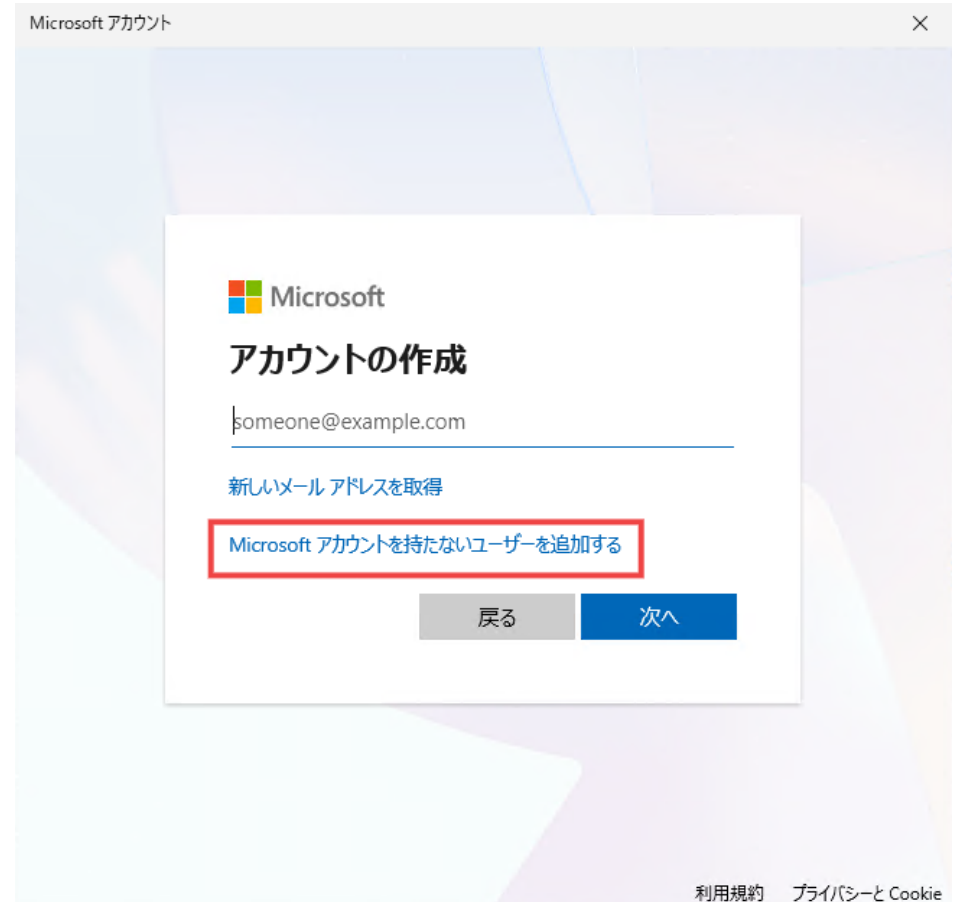 Microsoft アカウント
Microsoft
アカウントの作成
someone@example.com
新しいメール アドレスを取得
Microsoft アカウントを持たないユーザーを追加する
戻る 次へ
利用規約 プライバシーと Cookie